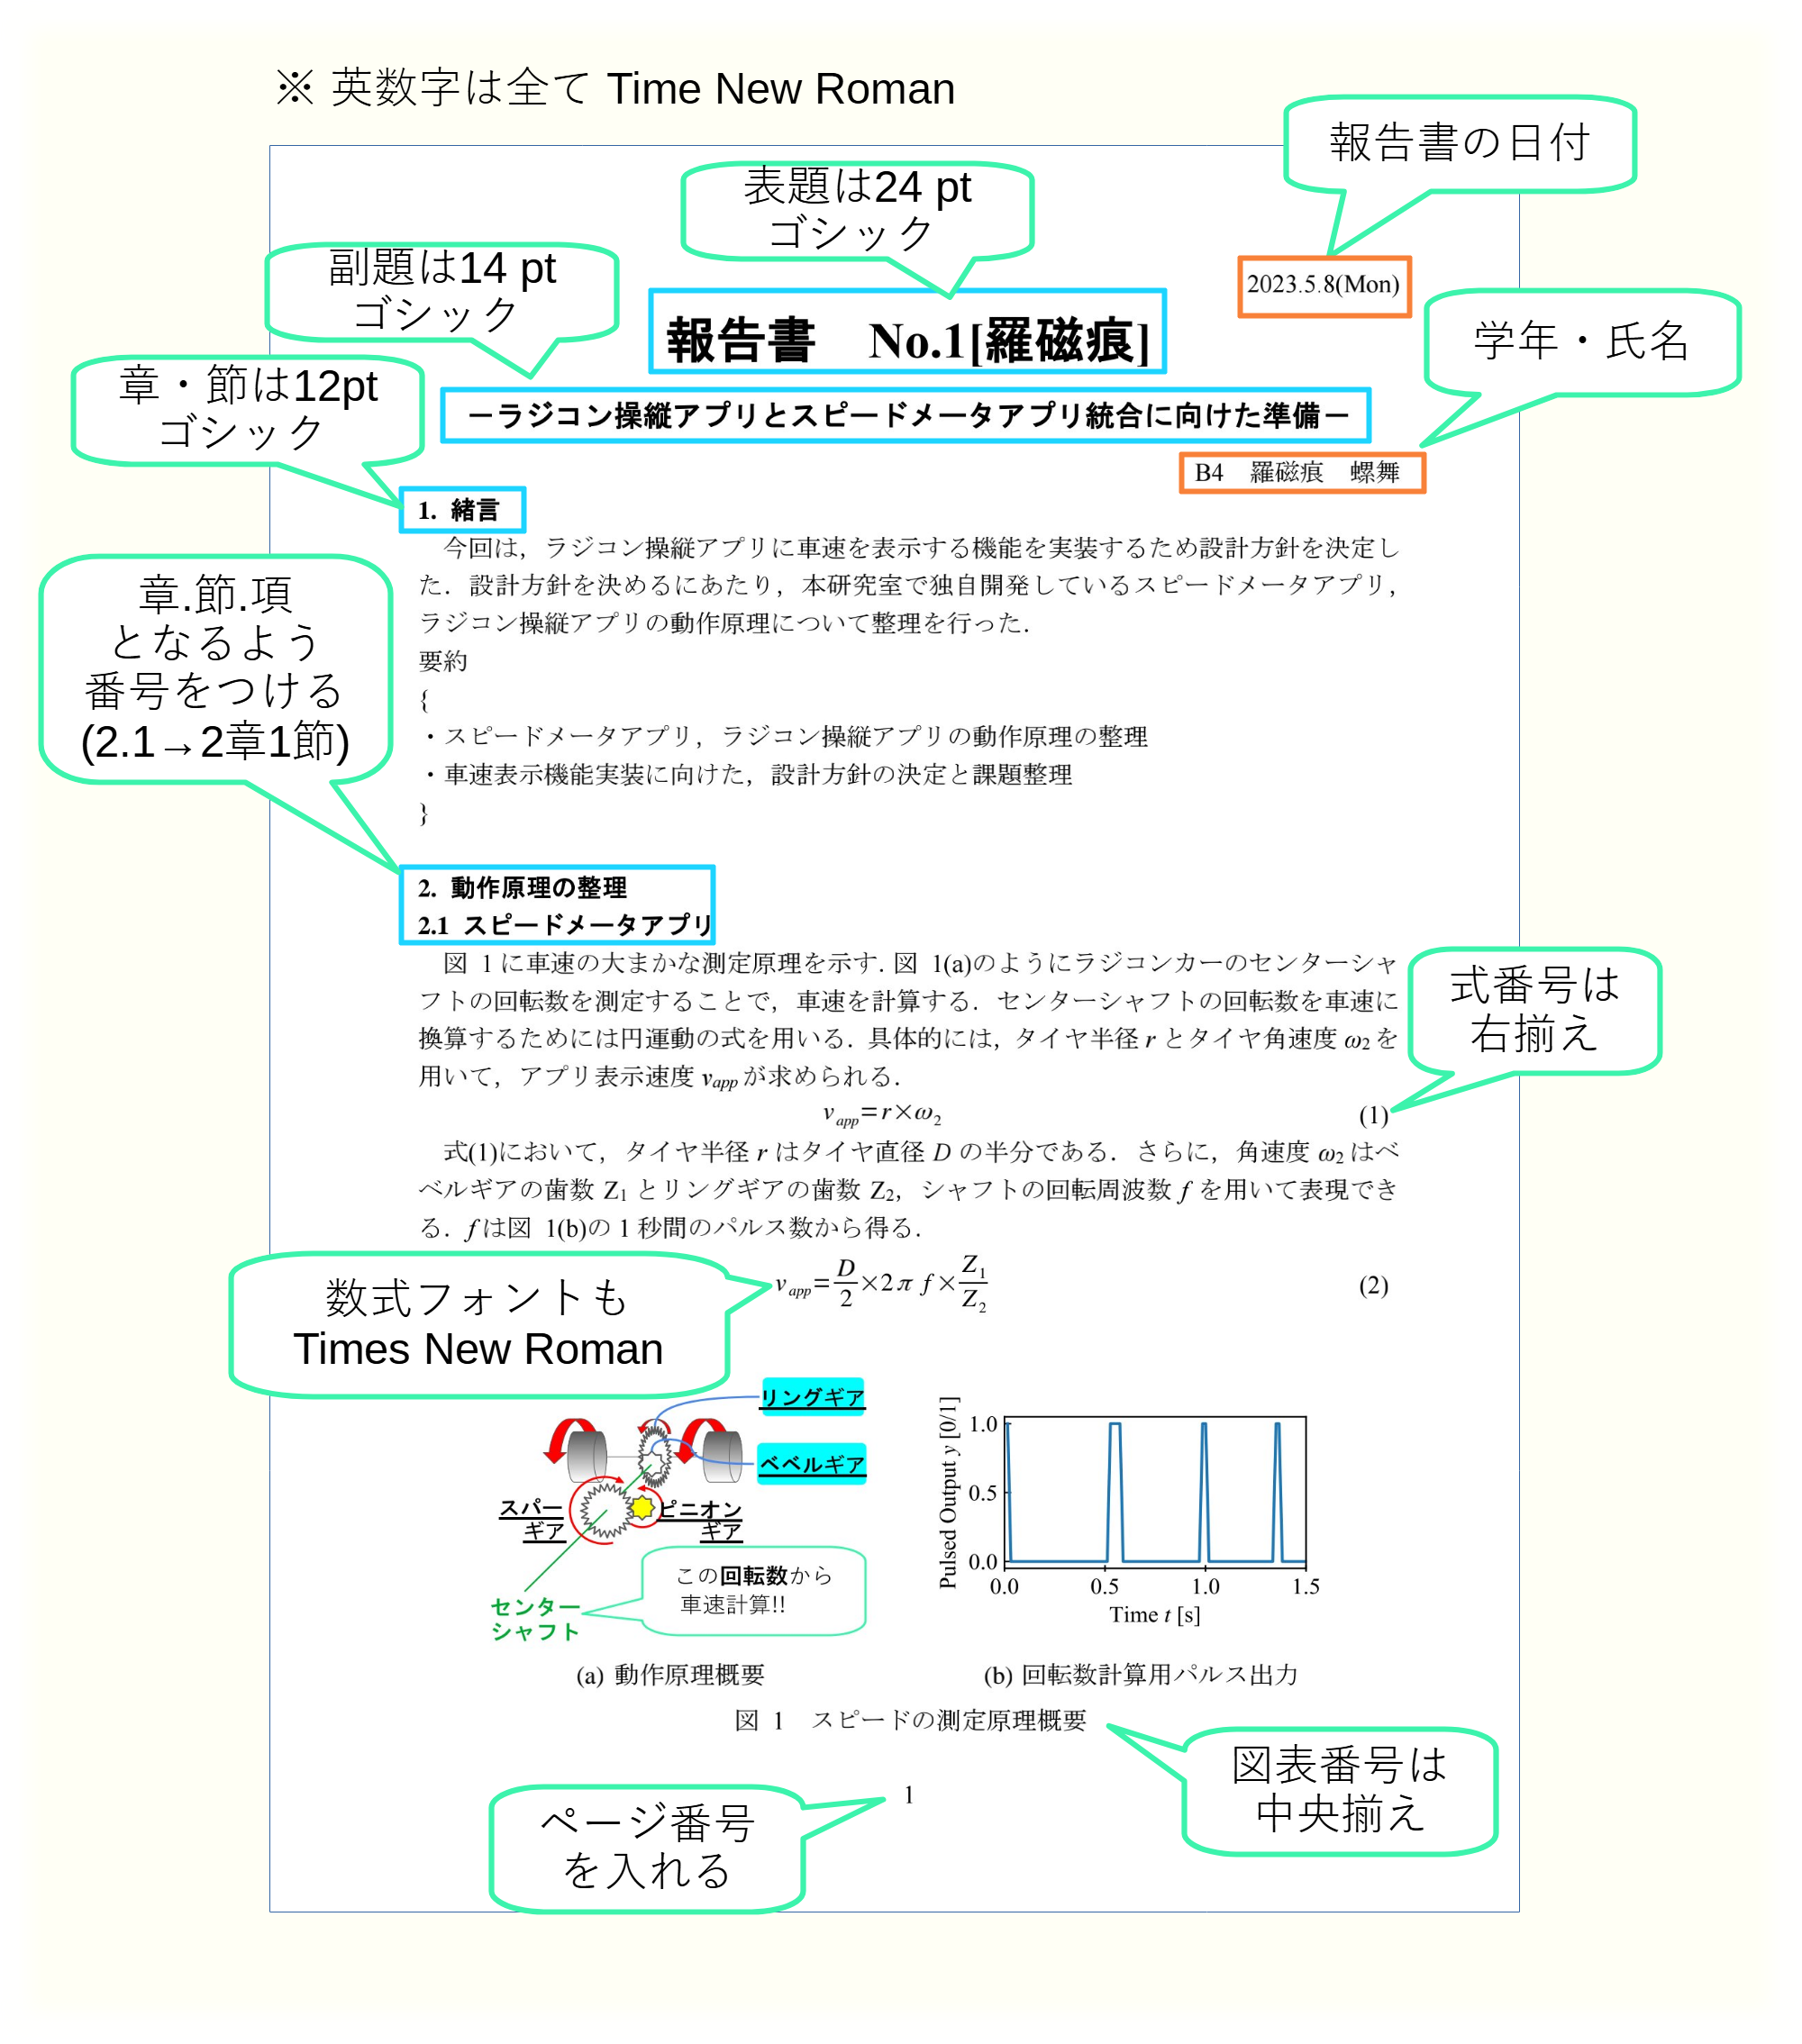 ※ 英数字は全て Time New Roman
報告書の日付
表題は24 pt
ゴシック
副題は14 pt
ゴシック
2023.5.8(Mon)
学年・氏名
報告書　No.1[羅磁痕]
章・節は12pt
ゴシック
－ラジコン操縦アプリとスピードメータアプリ統合に向けた準備－
B4　羅磁痕　螺舞
1. 緒言
今回は，ラジコン操縦アプリに車速を表示する機能を実装するため設計方針を決定し
た．設計方針を決めるにあたり，本研究室で独自開発しているスピードメータアプリ，
ラジコン操縦アプリの動作原理について整理を行った．
章.節.項
となるよう
番号をつける
(2.1→2章1節)
要約
{
・スピードメータアプリ，ラジコン操縦アプリの動作原理の整理
・車速表示機能実装に向けた，設計方針の決定と課題整理
}
2. 動作原理の整理
2.1 スピードメータアプリ
図 1 に車速の大まかな測定原理を示す. 図 1(a)のようにラジコンカーのセンターシャ
フトの回転数を測定することで，車速を計算する．センターシャフトの回転数を車速に
換算するためには円運動の式を用いる. 具体的には, タイヤ半径 r とタイヤ角速度 ω2 を
用いて，アプリ表示速度 vapp が求められる．
式番号は
右揃え
vapp=r×ω2 (1)
式(1)において，タイヤ半径 r はタイヤ直径 D の半分である．さらに，角速度 ω2 はベ
ベルギアの歯数 Z1 とリングギアの歯数 Z2，シャフトの回転周波数 f を用いて表現でき
る．f は図 1(b)の 1 秒間のパルス数から得る．
数式フォントも
Times New Roman
vapp=D/2×2π f×Z1/Z2 (2)
リングギア
ベベルギア
スパー
ギア
ピニオン
ギア
センター
シャフト
この回転数から
車速計算!!
Pulsed Output y [0/1]
1.0
0.5
0.0
0.0 0.5 1.0 1.5
Time t [s]
(a) 動作原理概要
(b) 回転数計算用パルス出力
図 1　スピードの測定原理概要
図表番号は
中央揃え
ページ番号
を入れる
1